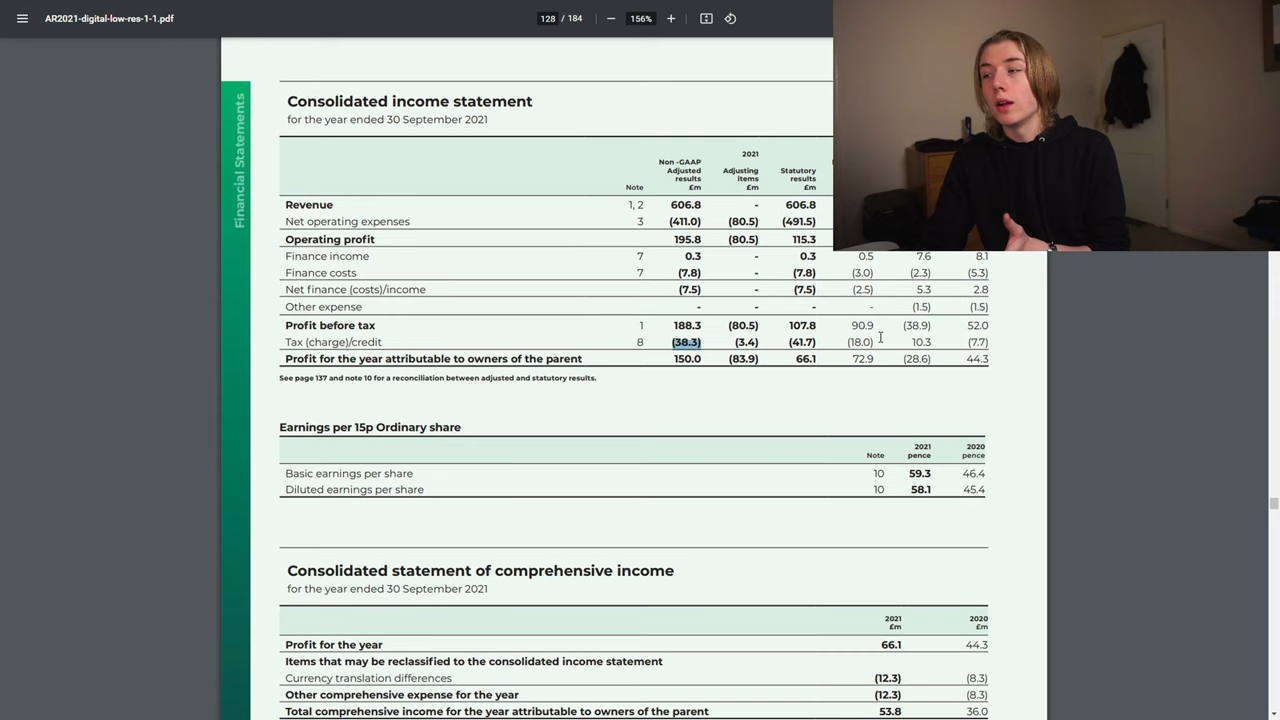 AR2021-digital-low-res-1-1.pdf
128 / 184
156%
Financial Statements
Consolidated income statement
for the year ended 30 September 2021
2021
Note Non -GAAP Adjusted results £m Adjusting items £m Statutory results £m
Revenue 1, 2 606.8 - 606.8
Net operating expenses 3 (411.0) (80.5) (491.5)
Operating profit 195.8 (80.5) 115.3
Finance income 7 0.3 - 0.3 0.5 7.6 8.1
Finance costs 7 (7.8) - (7.8) (3.0) (2.3) (5.3)
Net finance (costs)/income (7.5) - (7.5) (2.5) 5.3 2.8
Other expense - - - - (1.5) (1.5)
Profit before tax 1 188.3 (80.5) 107.8 90.9 (38.9) 52.0
Tax (charge)/credit 8 (38.3) (3.4) (41.7) (18.0) 10.3 (7.7)
Profit for the year attributable to owners of the parent 150.0 (83.9) 66.1 72.9 (28.6) 44.3
See page 137 and note 10 for a reconciliation between adjusted and statutory results.
Earnings per 15p Ordinary share
Note 2021 pence 2020 pence
Basic earnings per share 10 59.3 46.4
Diluted earnings per share 10 58.1 45.4
Consolidated statement of comprehensive income
for the year ended 30 September 2021
2021 £m 2020 £m
Profit for the year 66.1 44.3
Items that may be reclassified to the consolidated income statement
Currency translation differences (12.3) (8.3)
Other comprehensive expense for the year (12.3) (8.3)
Total comprehensive income for the year attributable to owners of the parent 53.8 36.0